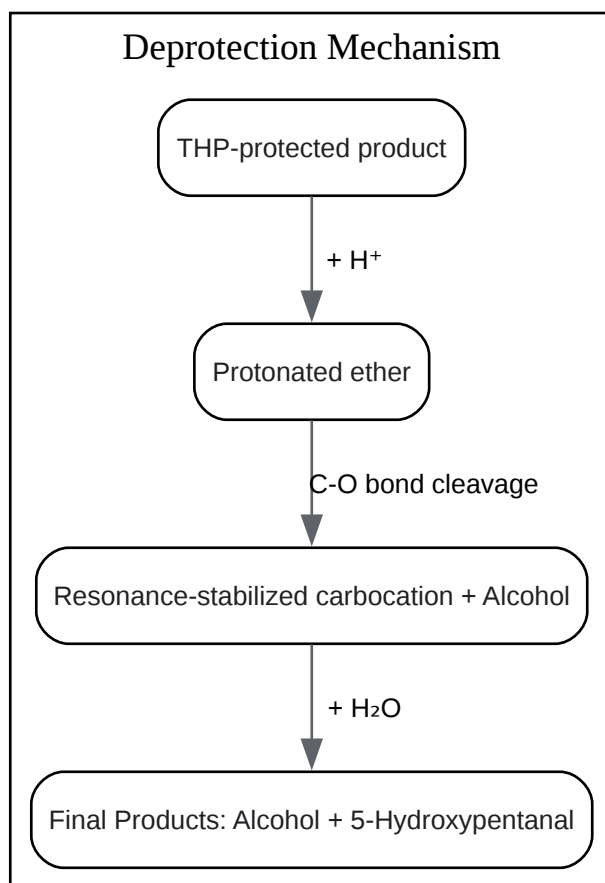 Deprotection Mechanism
THP-protected product
+ H⁺
Protonated ether
C-O bond cleavage
Resonance-stabilized carbocation + Alcohol
+ H₂O
Final Products: Alcohol + 5-Hydroxypentanal